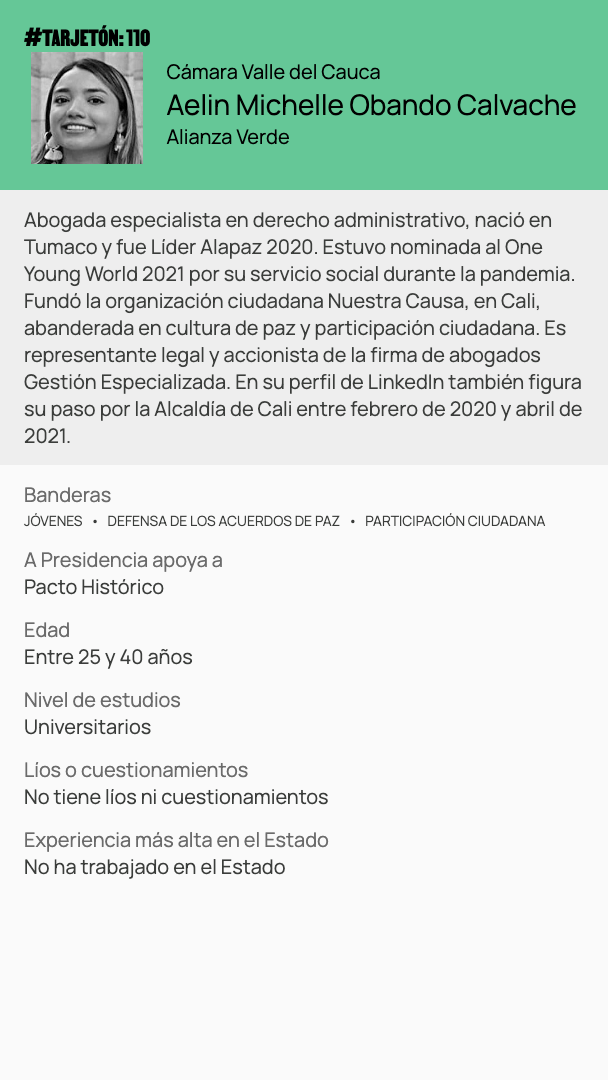 #TARJETÓN: 110
Cámara Valle del Cauca
Aelin Michelle Obando Calvache
Alianza Verde
Abogada especialista en derecho administrativo, nació en
Tumaco y fue Líder Alapaz 2020. Estuvo nominada al One
Young World 2021 por su servicio social durante la pandemia.
Fundó la organización ciudadana Nuestra Causa, en Cali,
abanderada en cultura de paz y participación ciudadana. Es
representante legal y accionista de la firma de abogados
Gestión Especializada. En su perfil de LinkedIn también figura
su paso por la Alcaldía de Cali entre febrero de 2020 y abril de
2021.
Banderas
JÓVENES • DEFENSA DE LOS ACUERDOS DE PAZ • PARTICIPACIÓN CIUDADANA
A Presidencia apoya a
Pacto Histórico
Edad
Entre 25 y 40 años
Nivel de estudios
Universitarios
Líos o cuestionamientos
No tiene líos ni cuestionamientos
Experiencia más alta en el Estado
No ha trabajado en el Estado